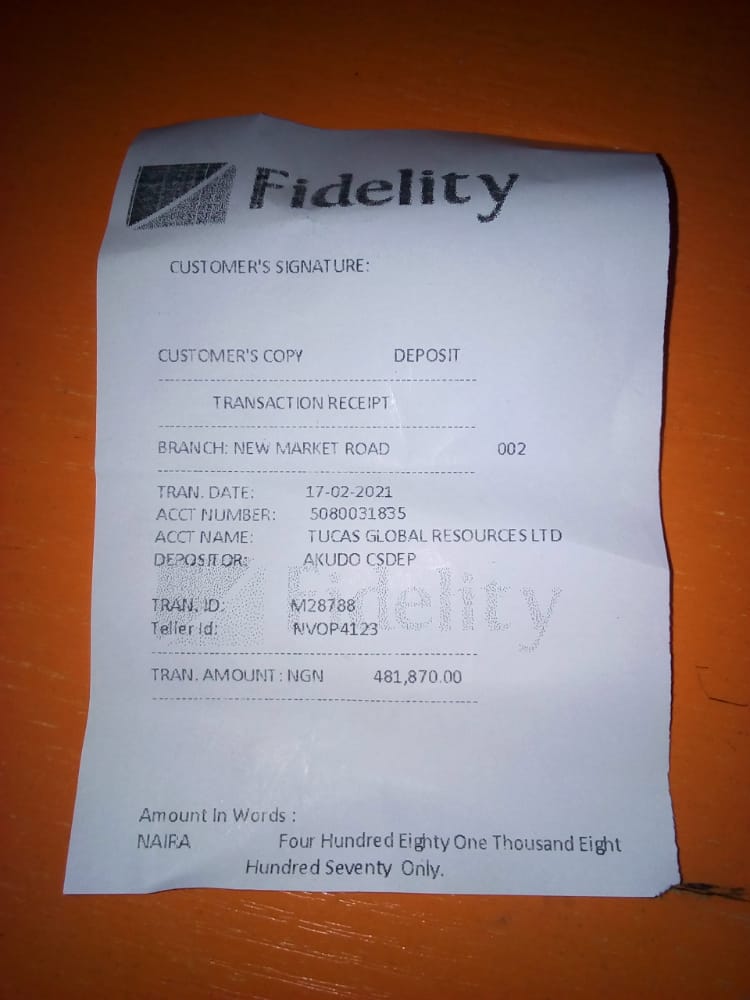 Fidelity
CUSTOMER'S SIGNATURE:
CUSTOMER'S COPY DEPOSIT
TRANSACTION RECEIPT
BRANCH: NEW MARKET ROAD 002
TRAN. DATE: 17-02-2021
ACCT NUMBER: 5080031835
ACCT NAME: TUCAS GLOBAL RESOURCES LTD
DEPOSITOR: AKUDO CSDEP
Fidelity
TRAN. ID: M28788
Teller Id: NVOP4123
TRAN. AMOUNT : NGN 481,870.00
Amount In Words :
NAIRA Four Hundred Eighty One Thousand Eight
Hundred Seventy Only.